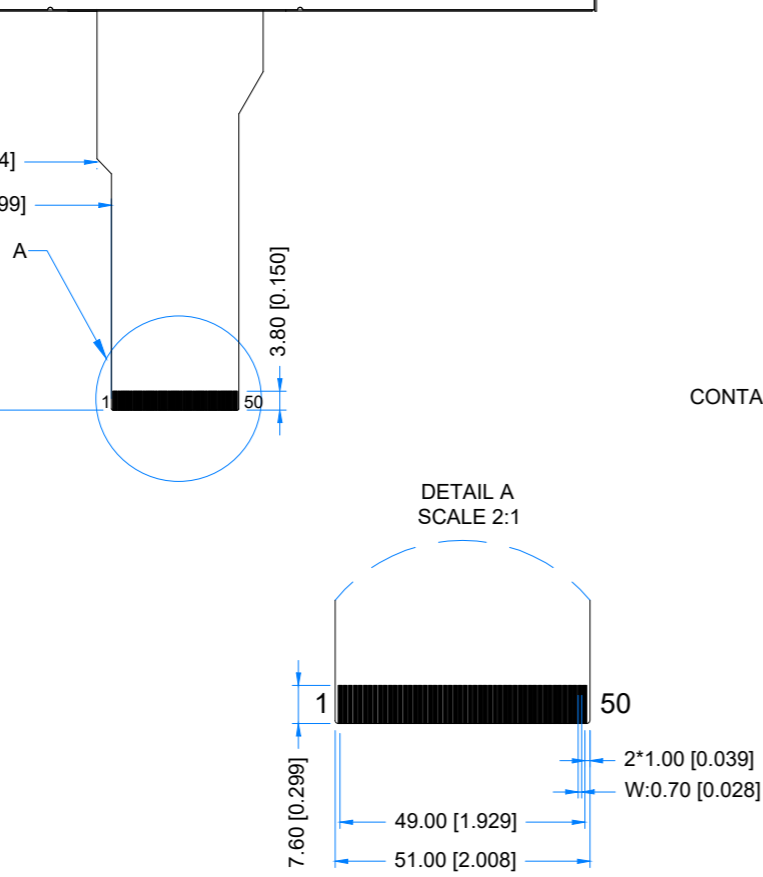 4]
99]
A
3.80 [0.150]
1
50
CONTA
DETAIL A
SCALE 2:1
1
50
2*1.00 [0.039]
W:0.70 [0.028]
7.60 [0.299]
49.00 [1.929]
51.00 [2.008]